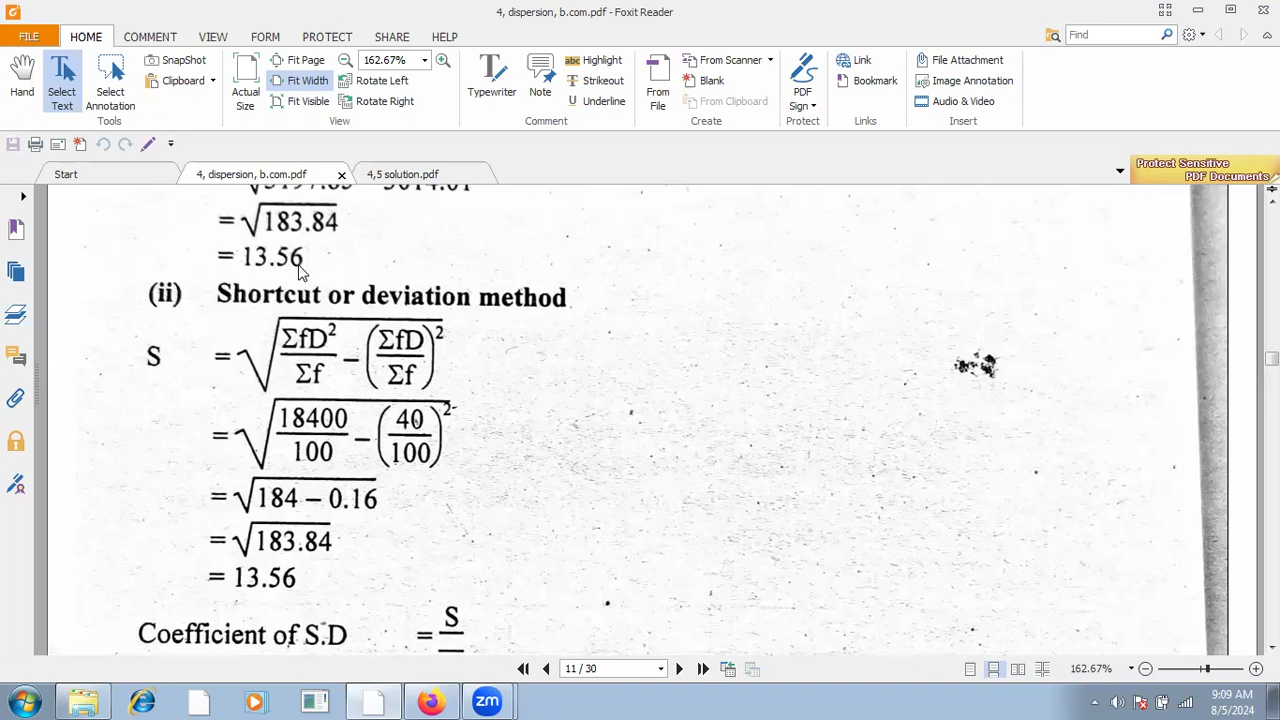 4, dispersion, b.com.pdf - Foxit Reader
FILE HOME COMMENT VIEW FORM PROTECT SHARE HELP
Find
Hand
Select Text
Select Annotation
SnapShot
Clipboard
Tools
Actual Size
Fit Page
Fit Width
Fit Visible
162.67%
Rotate Left
Rotate Right
View
Typewriter
Note
Highlight
Strikeout
Underline
Comment
From File
From Scanner
Blank
From Clipboard
Create
PDF Sign
Protect
Link
Bookmark
Links
File Attachment
Image Annotation
Audio & Video
Insert
Start
4, dispersion, b.com.pdf
4,5 solution.pdf
Protect Sensitive
PDF Documents
= √183.84
= 13.56
(ii) Shortcut or deviation method
S = √(ΣfD²/Σf − (ΣfD/Σf)²)
= √(18400/100 − (40/100)²)
= √184 − 0.16
= √183.84
= 13.56
Coefficient of S.D = S
11 / 30
162.67%
zm
9:09 AM
8/5/2024